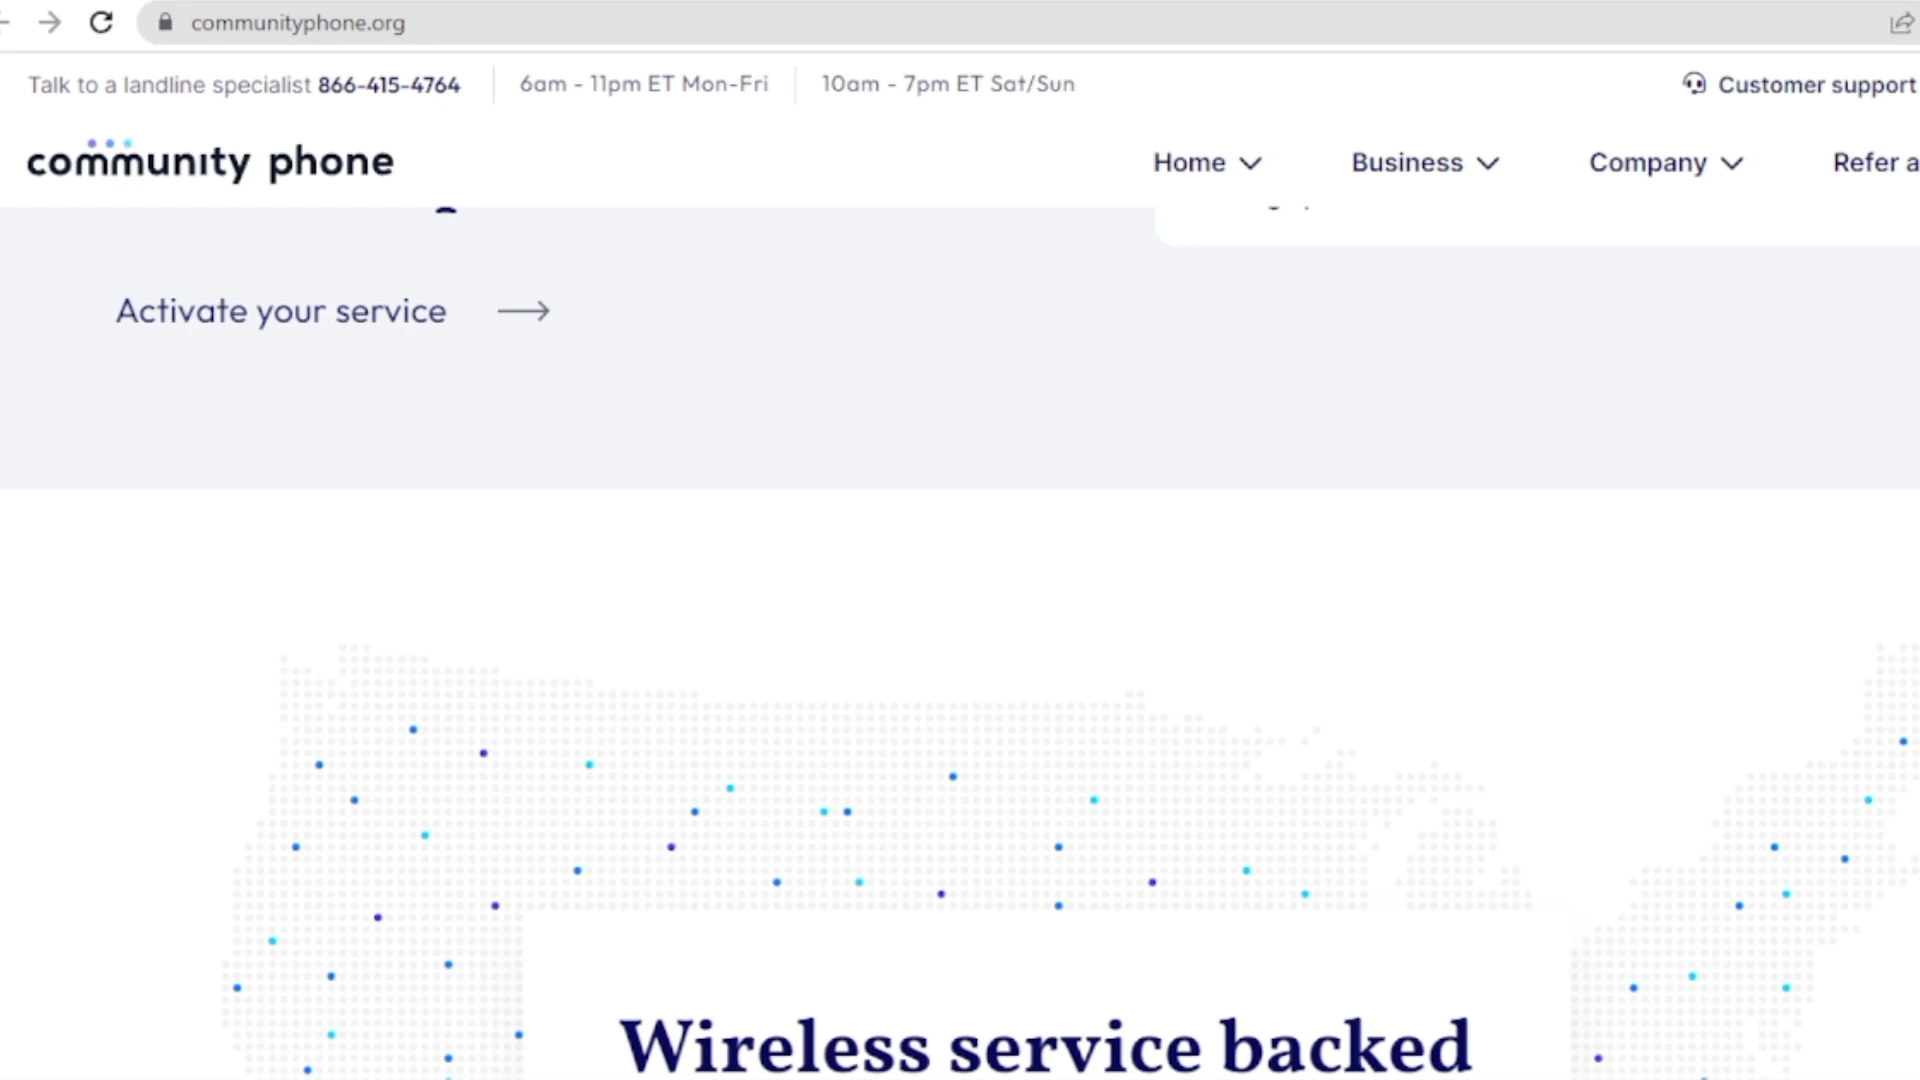 communityphone.org
Talk to a landline specialist 866-415-4764
6am - 11pm ET Mon-Fri
10am - 7pm ET Sat/Sun
Customer support
community phone
Home
Business
Company
Refer a
Activate your service
Wireless service backed